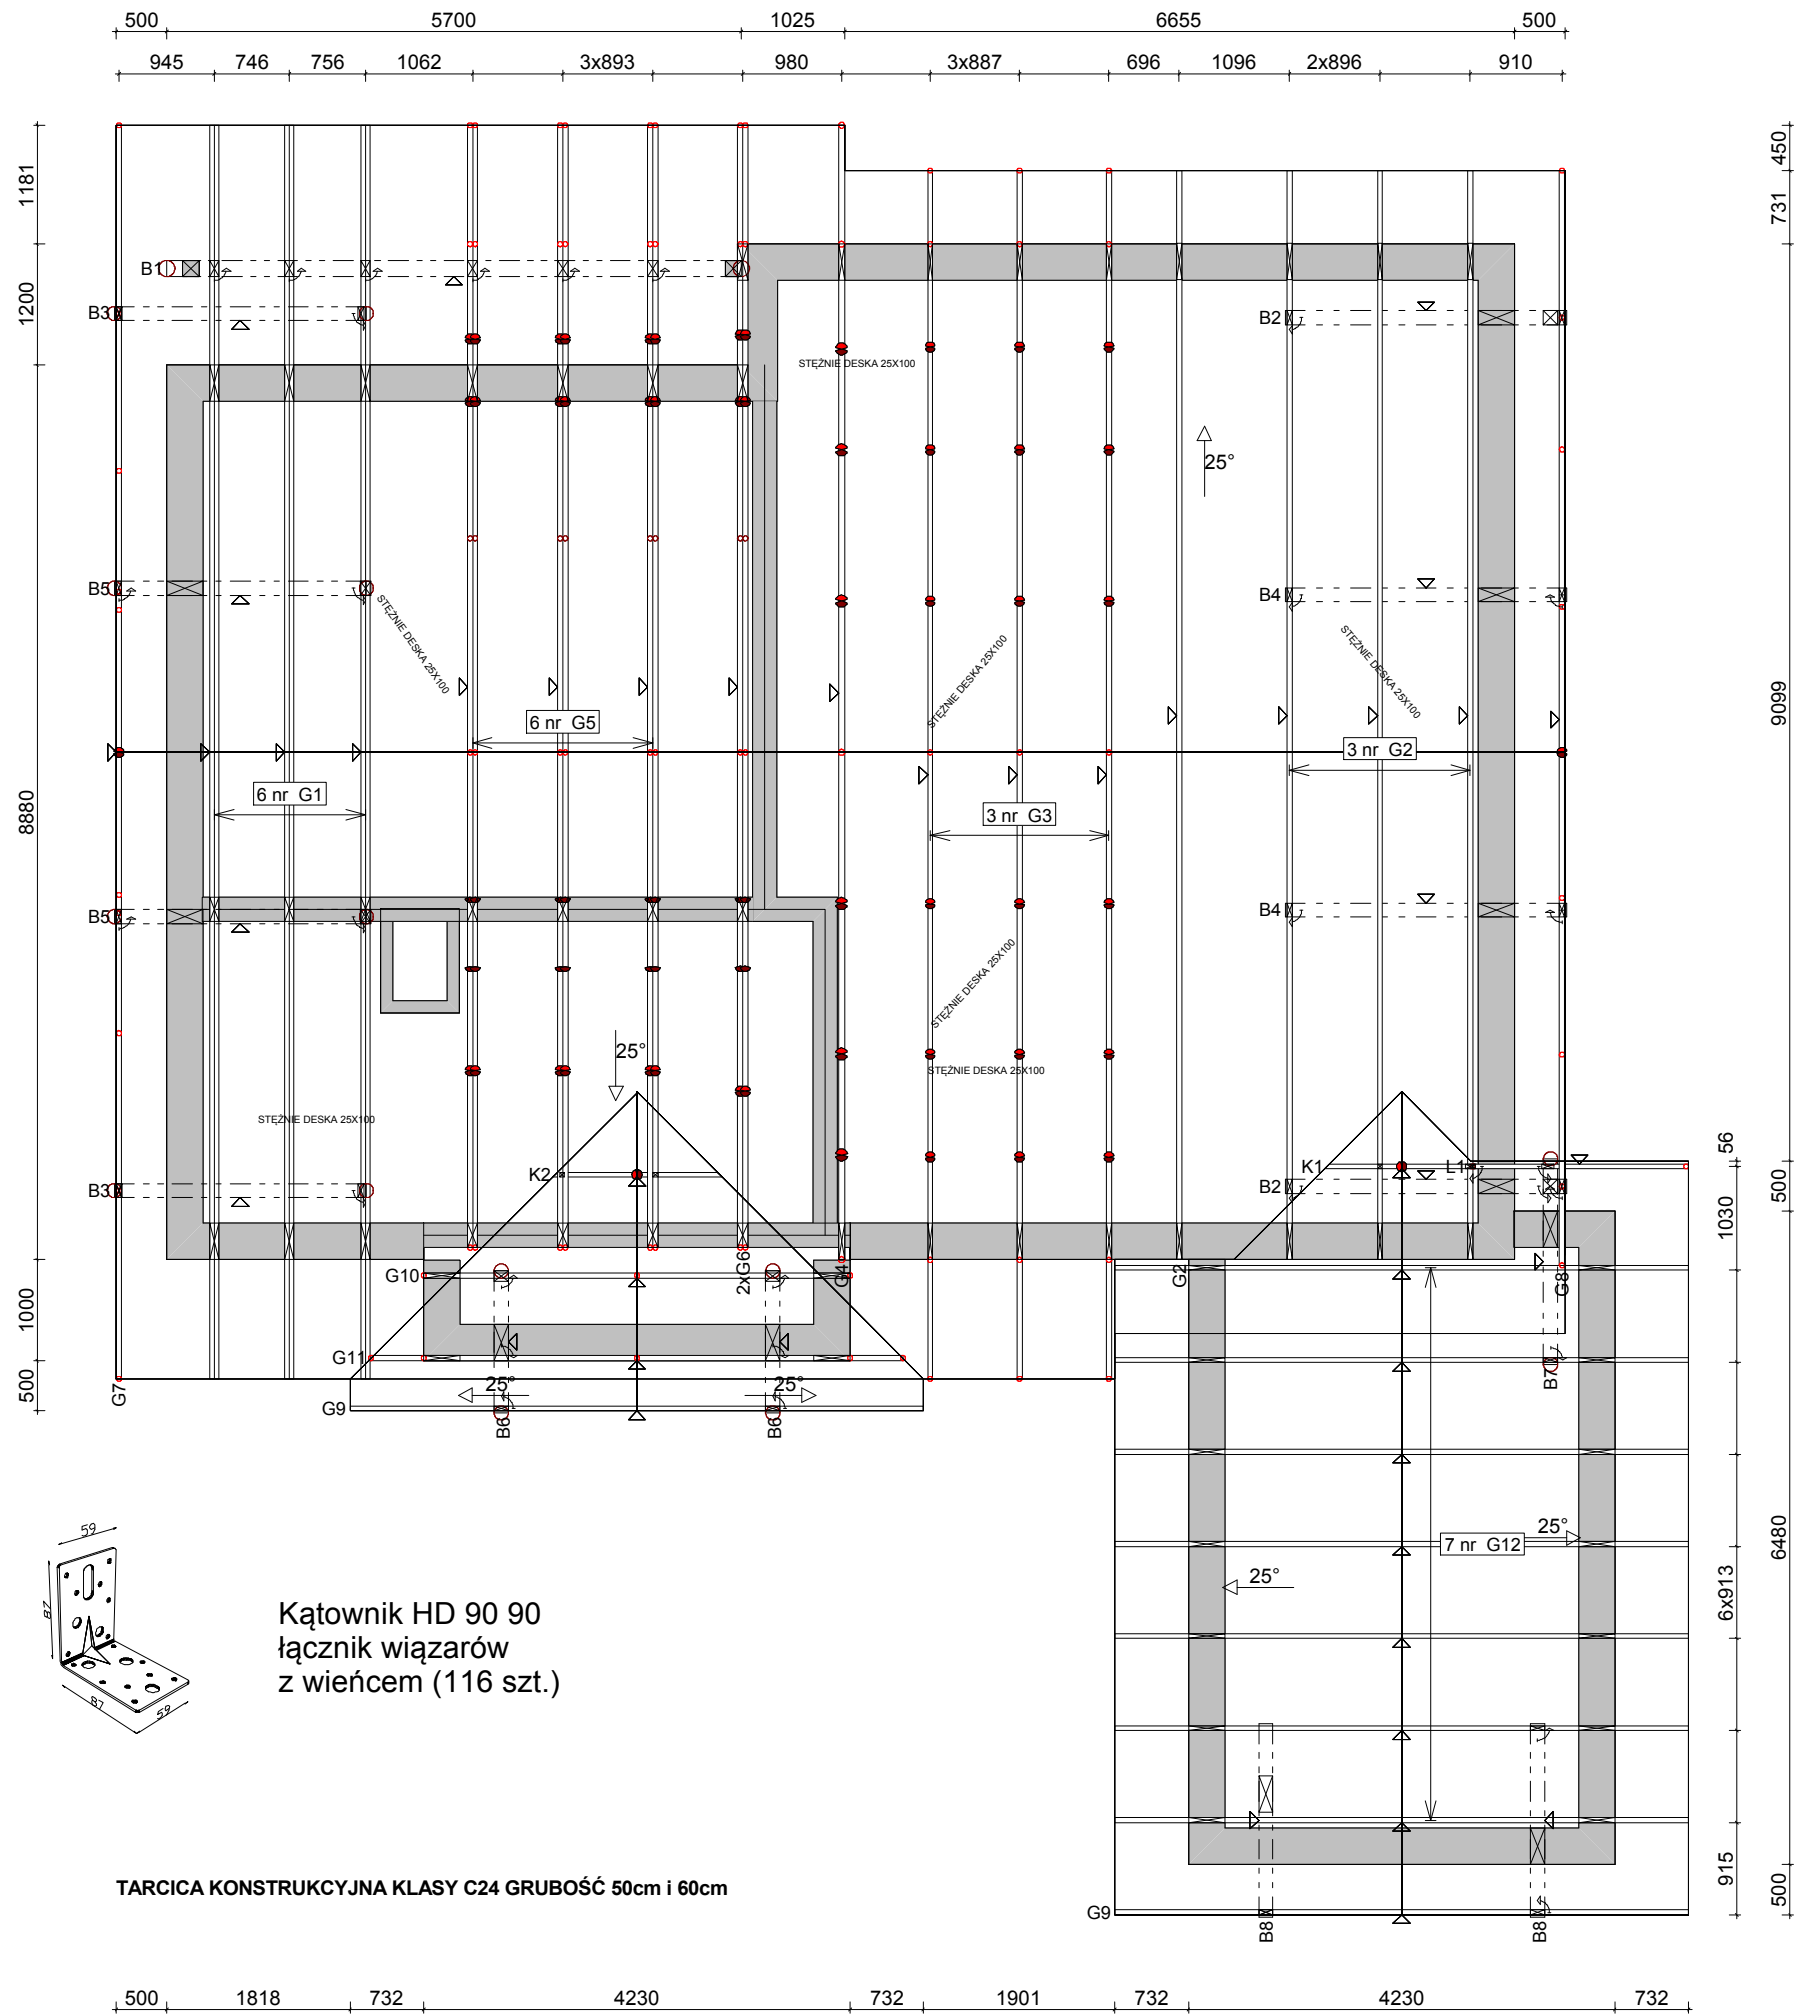 500 5700 1025 6655 500
945 746 756 1062 3x893 980 3x887 696 1096 2x896 910
1181
1200
8880
1000
500
450
731
9099
B1
B3
B2
STĘŻNIE DESKA 25X100
25°
B5
B4
STĘŻNIE DESKA 25X100
STĘŻNIE DESKA 25X100
STĘŻNIE DESKA 25X100
6 nr G5
3 nr G2
6 nr G1
3 nr G3
B5
B4
STĘŻNIE DESKA 25X100
25°
STĘŻNIE DESKA 25X100
STĘŻNIE DESKA 25X100
K2
K1
L1
B3
B2
56
500
1030
G10
2xG6
G4
G2
G8
G11
G7
25°
25°
G9
B6
B6
B7
59
87
87
59
Kątownik HD 90 90
łącznik wiązarów
z wieńcem (116 szt.)
7 nr G12
25°
25°
6480
6x913
915
500
TARCICA KONSTRUKCYJNA KLASY C24 GRUBOŚĆ 50cm i 60cm
G9
B8
B8
500 1818 732 4230 732 1901 732 4230 732